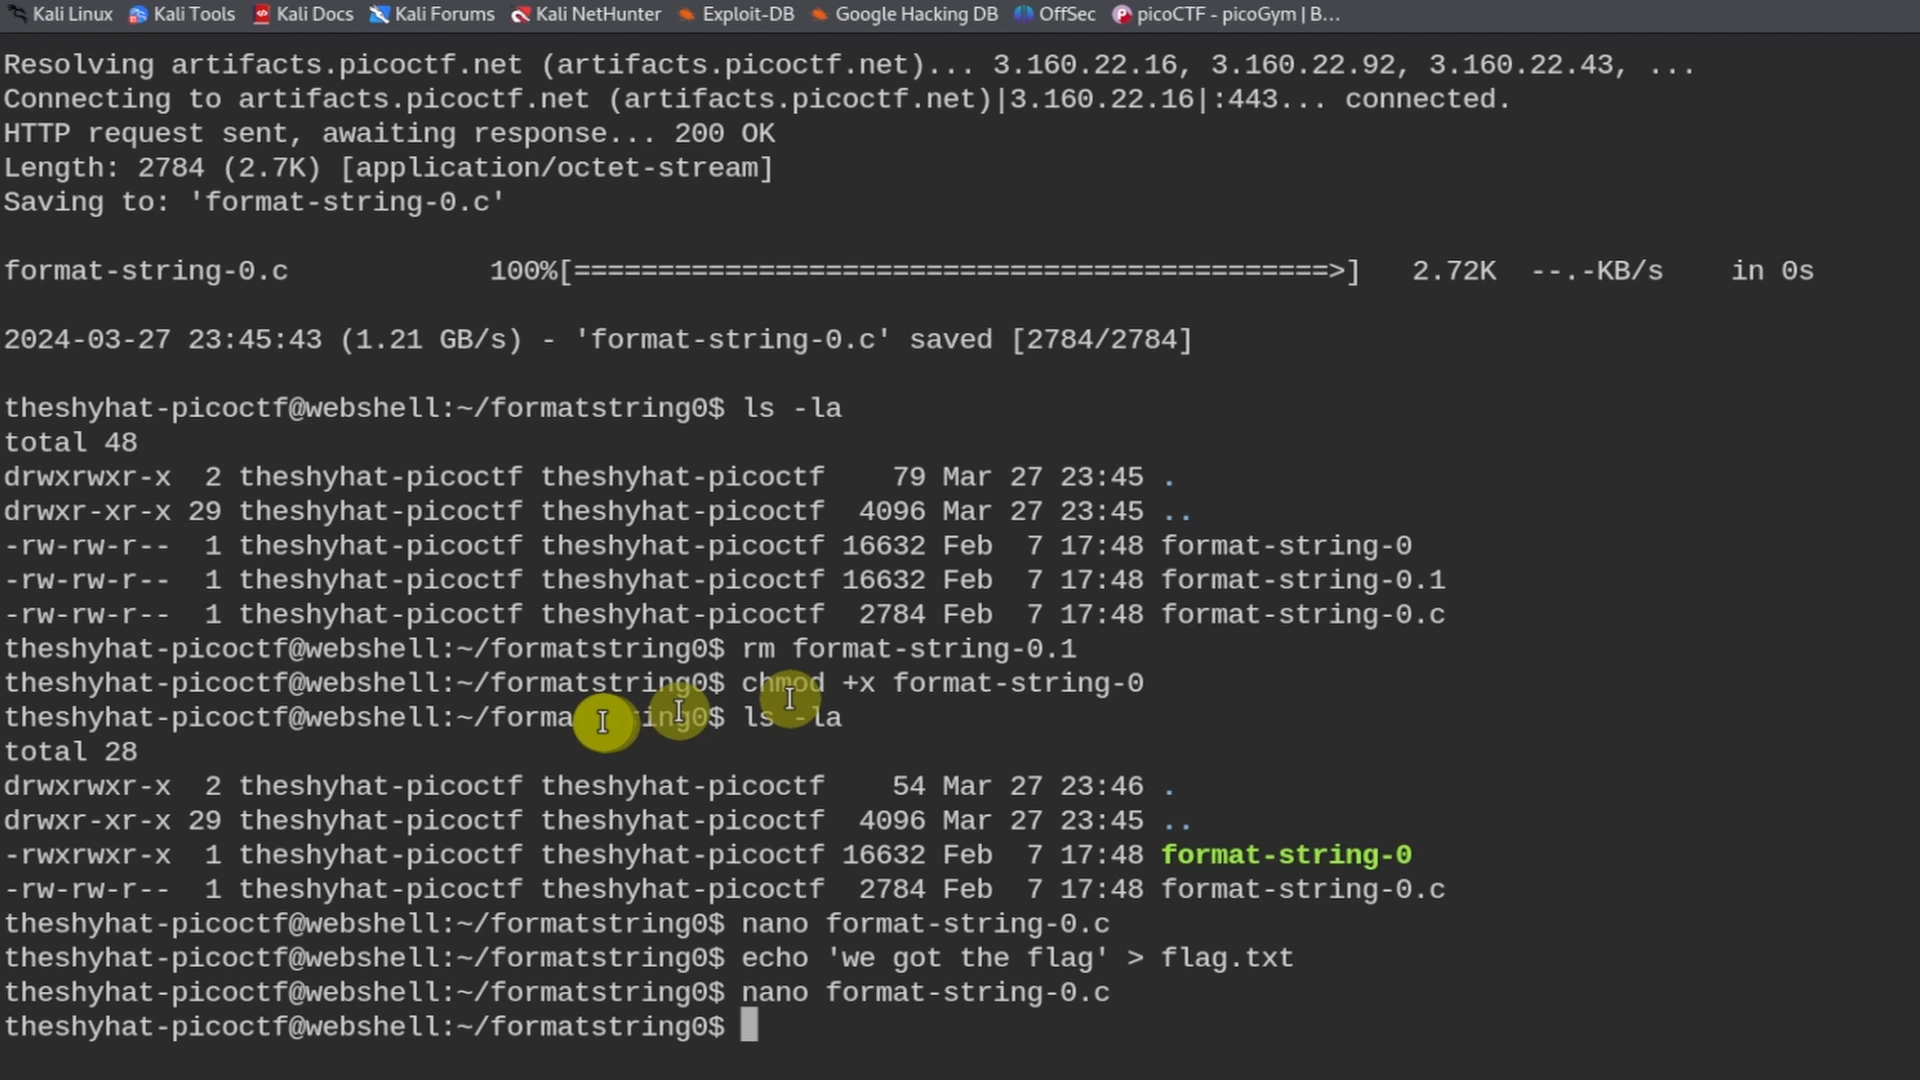 Kali Linux Kali Tools Kali Docs Kali Forums Kali NetHunter Exploit-DB Google Hacking DB OffSec picoCTF - picoGym | B...
Resolving artifacts.picoctf.net (artifacts.picoctf.net)... 3.160.22.16, 3.160.22.92, 3.160.22.43, ...
Connecting to artifacts.picoctf.net (artifacts.picoctf.net)|3.160.22.16|:443... connected.
HTTP request sent, awaiting response... 200 OK
Length: 2784 (2.7K) [application/octet-stream]
Saving to: 'format-string-0.c'
format-string-0.c 100%[=============================================>] 2.72K --.-KB/s in 0s
2024-03-27 23:45:43 (1.21 GB/s) - 'format-string-0.c' saved [2784/2784]
theshyhat-picoctf@webshell:~/formatstring0$ ls -la
total 48
drwxrwxr-x 2 theshyhat-picoctf theshyhat-picoctf 79 Mar 27 23:45 .
drwxr-xr-x 29 theshyhat-picoctf theshyhat-picoctf 4096 Mar 27 23:45 ..
-rw-rw-r-- 1 theshyhat-picoctf theshyhat-picoctf 16632 Feb 7 17:48 format-string-0
-rw-rw-r-- 1 theshyhat-picoctf theshyhat-picoctf 16632 Feb 7 17:48 format-string-0.1
-rw-rw-r-- 1 theshyhat-picoctf theshyhat-picoctf 2784 Feb 7 17:48 format-string-0.c
theshyhat-picoctf@webshell:~/formatstring0$ rm format-string-0.1
theshyhat-picoctf@webshell:~/formatstring0$ chmod +x format-string-0
theshyhat-picoctf@webshell:~/formatstring0$ ls -la
total 28
drwxrwxr-x 2 theshyhat-picoctf theshyhat-picoctf 54 Mar 27 23:46 .
drwxr-xr-x 29 theshyhat-picoctf theshyhat-picoctf 4096 Mar 27 23:45 ..
-rwxrwxr-x 1 theshyhat-picoctf theshyhat-picoctf 16632 Feb 7 17:48 format-string-0
-rw-rw-r-- 1 theshyhat-picoctf theshyhat-picoctf 2784 Feb 7 17:48 format-string-0.c
theshyhat-picoctf@webshell:~/formatstring0$ nano format-string-0.c
theshyhat-picoctf@webshell:~/formatstring0$ echo 'we got the flag' > flag.txt
theshyhat-picoctf@webshell:~/formatstring0$ nano format-string-0.c
theshyhat-picoctf@webshell:~/formatstring0$